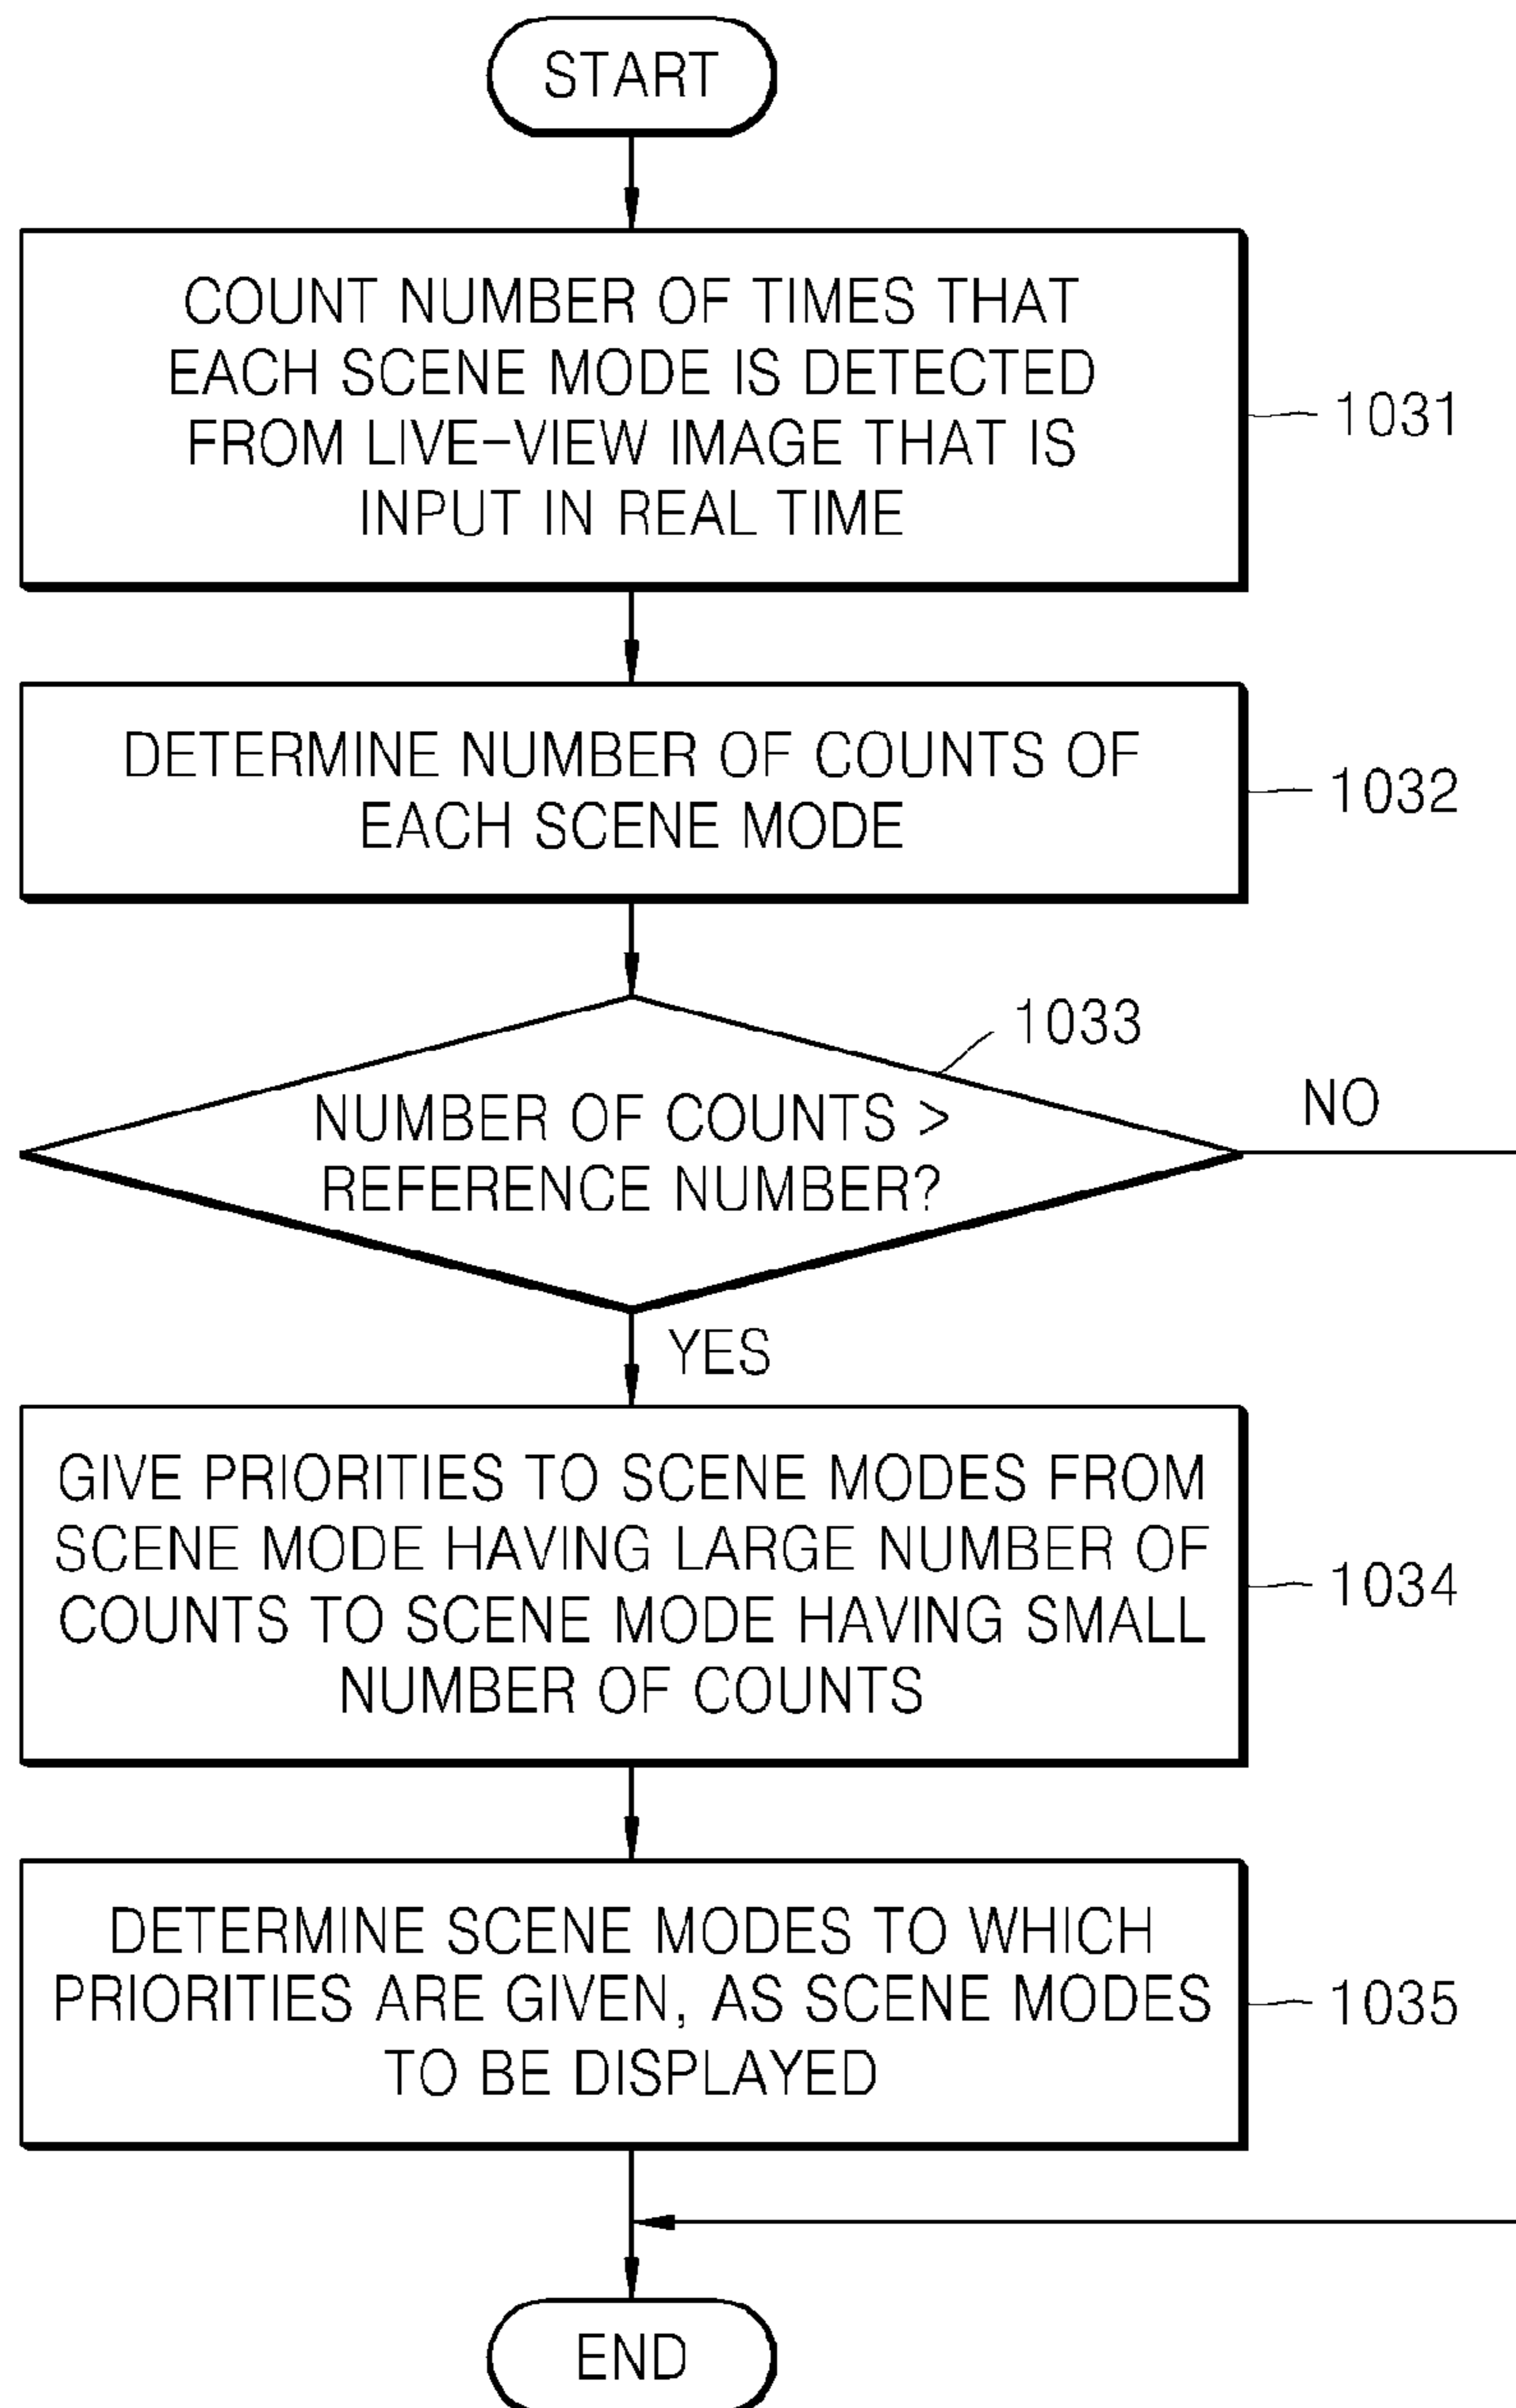 START
COUNT NUMBER OF TIMES THAT
EACH SCENE MODE IS DETECTED
FROM LIVE-VIEW IMAGE THAT IS
INPUT IN REAL TIME
1031
DETERMINE NUMBER OF COUNTS OF
EACH SCENE MODE
1032
1033
NUMBER OF COUNTS >
REFERENCE NUMBER?
NO
YES
GIVE PRIORITIES TO SCENE MODES FROM
SCENE MODE HAVING LARGE NUMBER OF
COUNTS TO SCENE MODE HAVING SMALL
NUMBER OF COUNTS
1034
DETERMINE SCENE MODES TO WHICH
PRIORITIES ARE GIVEN, AS SCENE MODES
TO BE DISPLAYED
1035
END